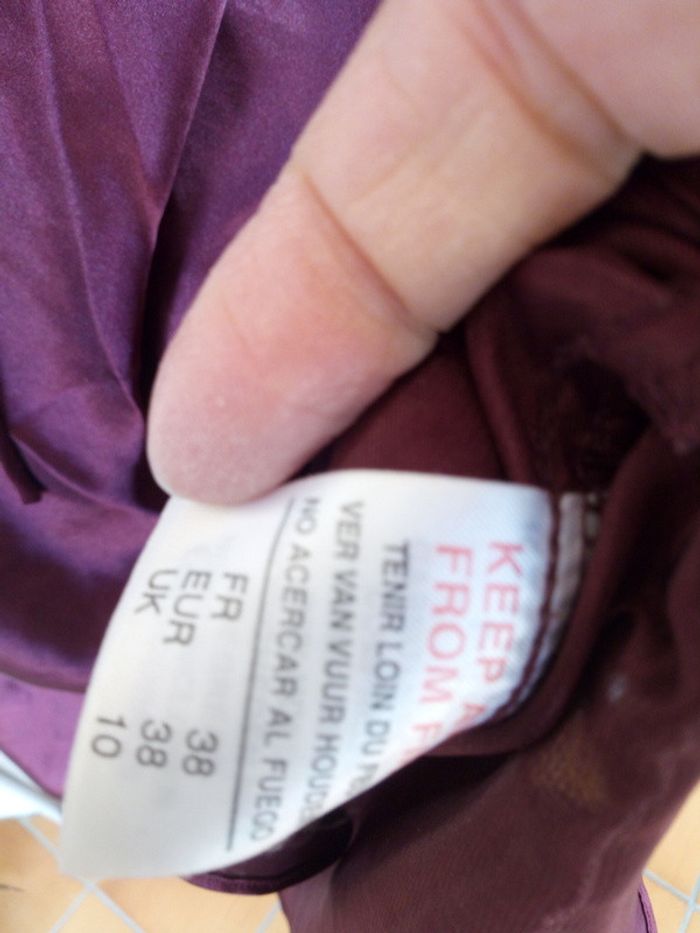 KEEP
FROM
TENIR LOIN DU
VER VAN VUUR
NO ACERCAR AL FUEGO
FR 38
EUR 38
UK 10